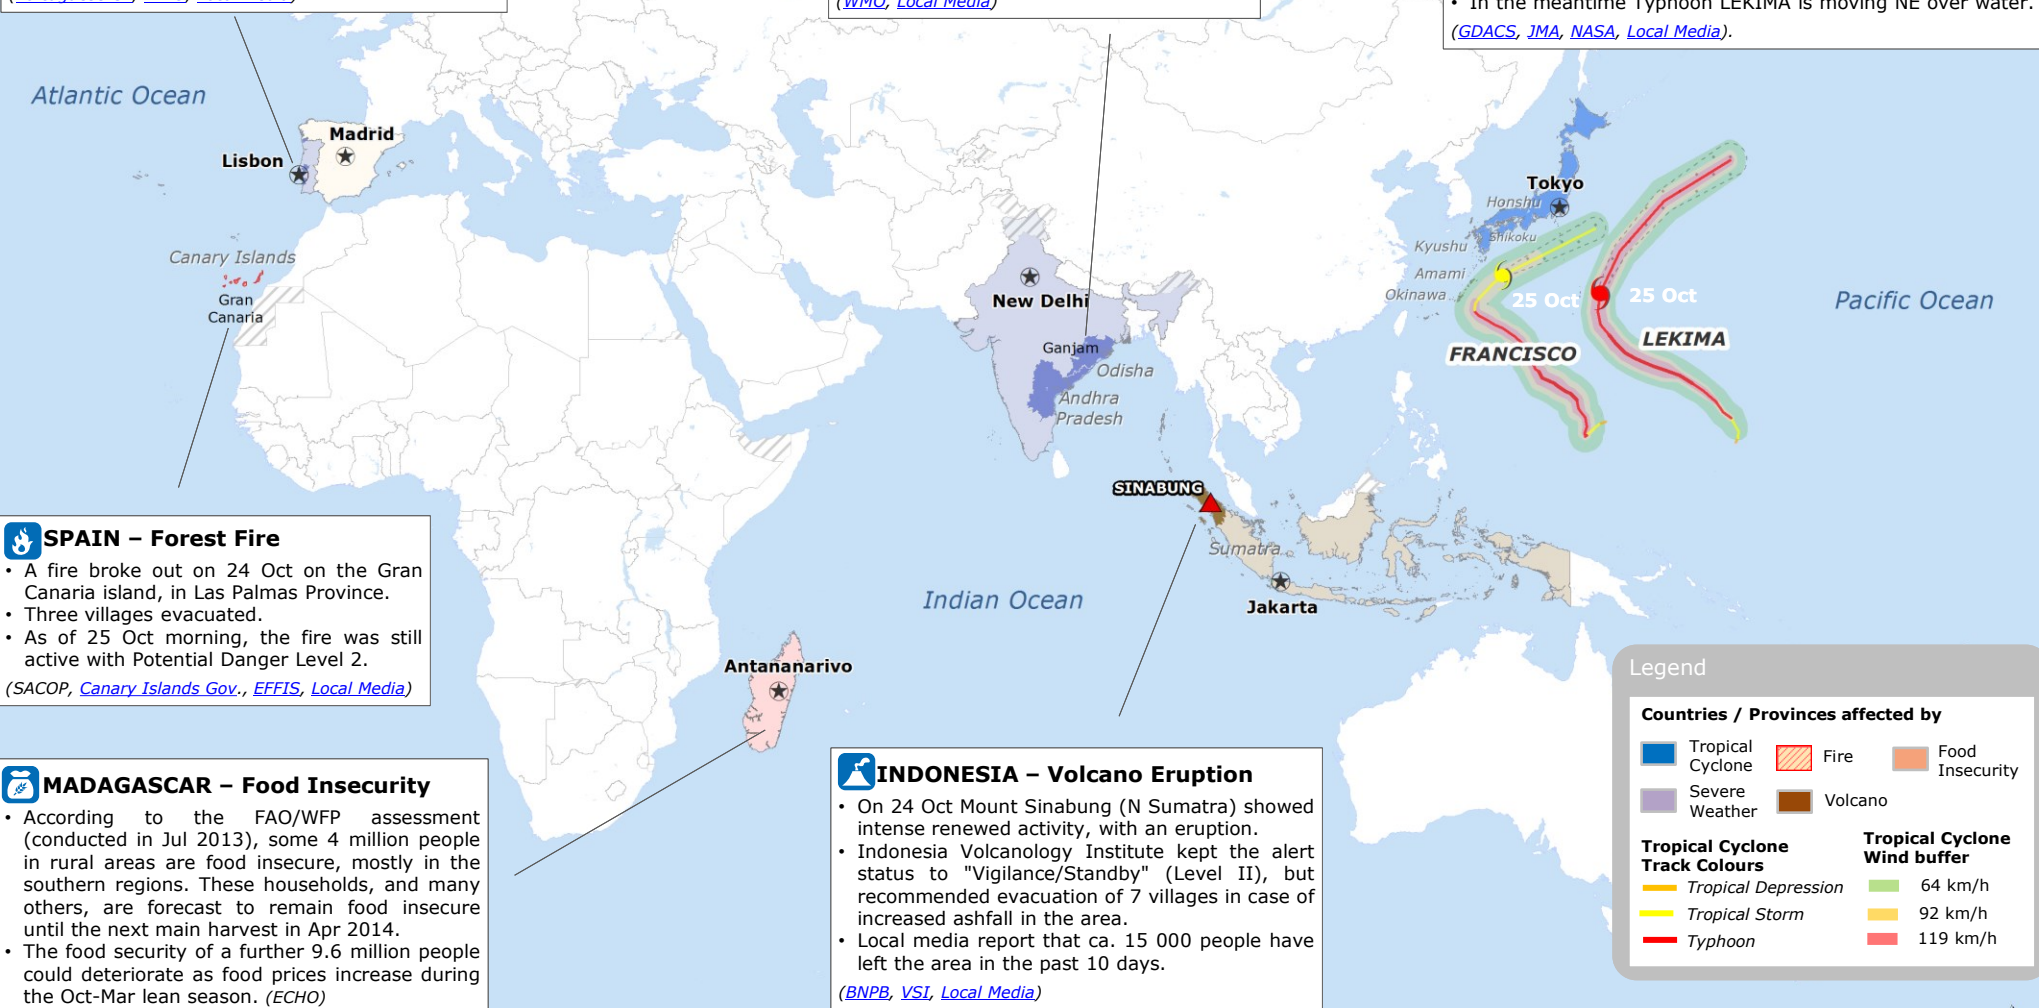 (WMO, Local Media)
• In the meantime Typhoon LEKIMA is moving NE over water.
(GDACS, JMA, NASA, Local Media).
Atlantic Ocean
Madrid
Lisbon
Canary Islands
Gran
Canaria
New Delhi
Ganjam
Odisha
Andhra
Pradesh
Tokyo
Honshu
Shikoku
Kyushu
Amami
Okinawa
25 Oct
25 Oct
FRANCISCO
LEKIMA
Pacific Ocean
SINABUNG
Sumatra
Jakarta
Indian Ocean
Antananarivo
SPAIN – Forest Fire
• A fire broke out on 24 Oct on the Gran
Canaria island, in Las Palmas Province.
• Three villages evacuated.
• As of 25 Oct morning, the fire was still
active with Potential Danger Level 2.
(SACOP, Canary Islands Gov., EFFIS, Local Media)
MADAGASCAR – Food Insecurity
• According to the FAO/WFP assessment
(conducted in Jul 2013), some 4 million people
in rural areas are food insecure, mostly in the
southern regions. These households, and many
others, are forecast to remain food insecure
until the next main harvest in Apr 2014.
• The food security of a further 9.6 million people
could deteriorate as food prices increase during
the Oct-Mar lean season. (ECHO)
INDONESIA – Volcano Eruption
• On 24 Oct Mount Sinabung (N Sumatra) showed
intense renewed activity, with an eruption.
• Indonesia Volcanology Institute kept the alert
status to "Vigilance/Standby" (Level II), but
recommended evacuation of 7 villages in case of
increased ashfall in the area.
• Local media report that ca. 15 000 people have
left the area in the past 10 days.
(BNPB, VSI, Local Media)
Legend
Countries / Provinces affected by
Tropical
Cyclone
Fire
Food
Insecurity
Severe
Weather
Volcano
Tropical Cyclone
Track Colours
Tropical Depression
Tropical Storm
Typhoon
Tropical Cyclone
Wind buffer
64 km/h
92 km/h
119 km/h